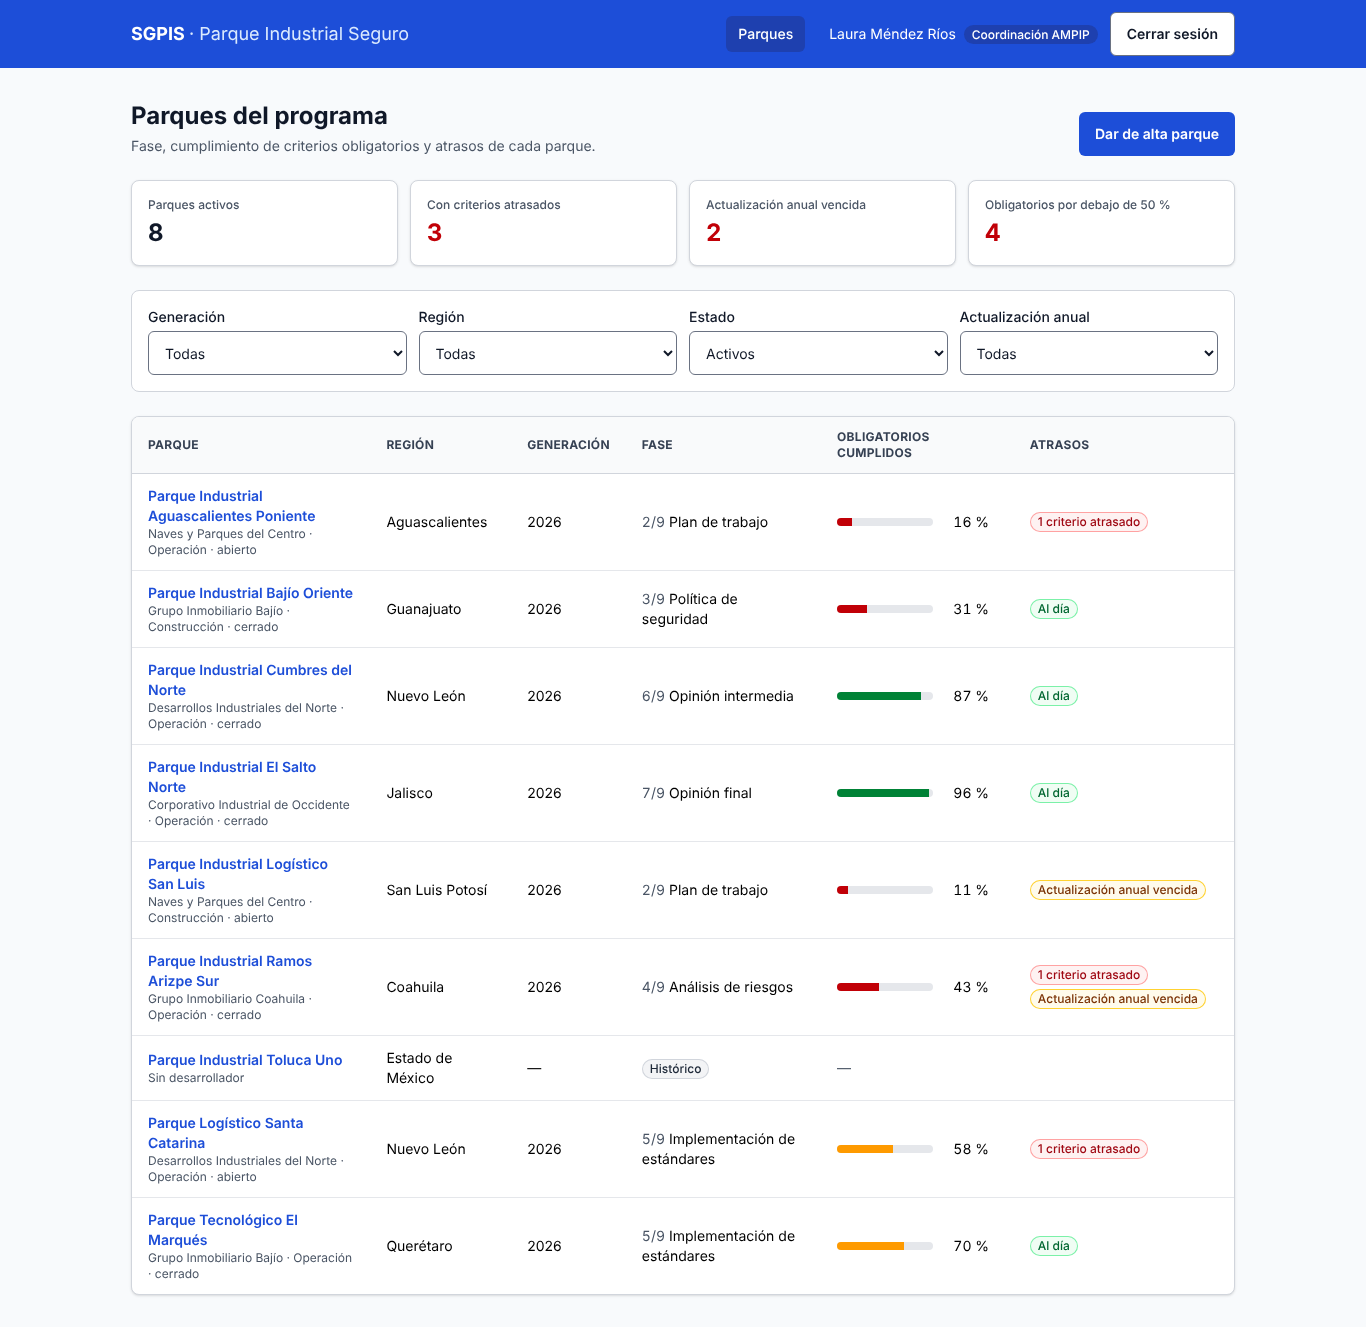 SGPIS · Parque Industrial Seguro
Parques
Laura Méndez Ríos
Coordinación AMPIP
Cerrar sesión
Parques del programa
Fase, cumplimiento de criterios obligatorios y atrasos de cada parque.
Dar de alta parque
Parques activos
8
Con criterios atrasados
3
Actualización anual vencida
2
Obligatorios por debajo de 50 %
4
Generación
Todas
Región
Todas
Estado
Activos
Actualización anual
Todas
PARQUE
REGIÓN
GENERACIÓN
FASE
OBLIGATORIOS
CUMPLIDOS
ATRASOS
Parque Industrial
Aguascalientes Poniente
Naves y Parques del Centro ·
Operación · abierto
Aguascalientes
2026
2/9 Plan de trabajo
16 %
1 criterio atrasado
Parque Industrial Bajío Oriente
Grupo Inmobiliario Bajío ·
Construcción · cerrado
Guanajuato
2026
3/9 Política de
seguridad
31 %
Al día
Parque Industrial Cumbres del
Norte
Desarrollos Industriales del Norte ·
Operación · cerrado
Nuevo León
2026
6/9 Opinión intermedia
87 %
Al día
Parque Industrial El Salto
Norte
Corporativo Industrial de Occidente
· Operación · cerrado
Jalisco
2026
7/9 Opinión final
96 %
Al día
Parque Industrial Logístico
San Luis
Naves y Parques del Centro ·
Construcción · abierto
San Luis Potosí
2026
2/9 Plan de trabajo
11 %
Actualización anual vencida
Parque Industrial Ramos
Arizpe Sur
Grupo Inmobiliario Coahuila ·
Operación · cerrado
Coahuila
2026
4/9 Análisis de riesgos
43 %
1 criterio atrasado
Actualización anual vencida
Parque Industrial Toluca Uno
Sin desarrollador
Estado de
México
—
Histórico
—
Parque Logístico Santa
Catarina
Desarrollos Industriales del Norte ·
Operación · abierto
Nuevo León
2026
5/9 Implementación de
estándares
58 %
1 criterio atrasado
Parque Tecnológico El
Marqués
Grupo Inmobiliario Bajío · Operación
· cerrado
Querétaro
2026
5/9 Implementación de
estándares
70 %
Al día